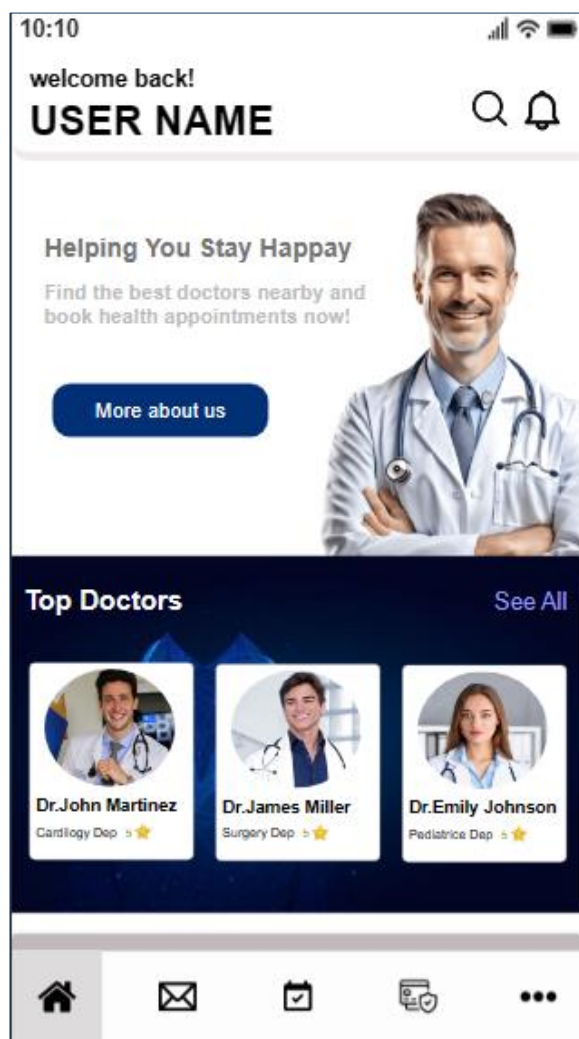 10:10
welcome back!
USER NAME
Helping You Stay Happay
Find the best doctors nearby and
book health appointments now!
More about us
Top Doctors
See All
Dr.John Martinez
Cardilogy Dep 5
Dr.James Miller
Surgery Dep 5
Dr.Emily Johnson
Pediatrice Dep 5